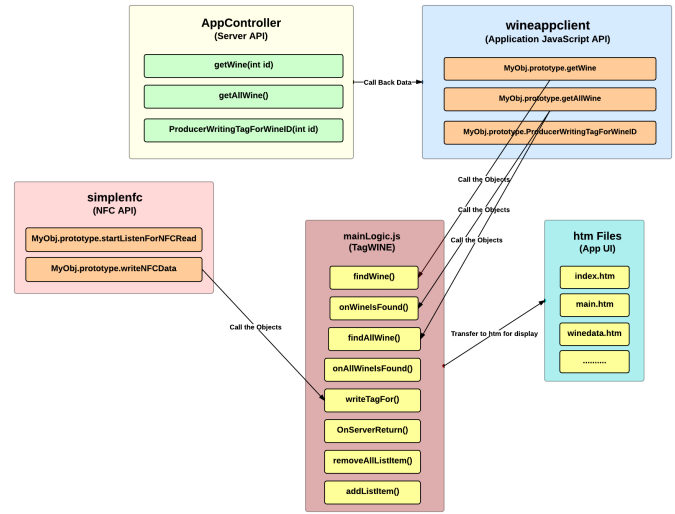 AppController
(Server API)
getWine(int id)
getAllWine()
ProducerWritingTagForWineID(int id)
Call Back Data
wineappclient
(Application JavaScript API)
MyObj.prototype.getWine
MyObj.prototype.getAllWine
MyObj.prototype.ProducerWritingTagForWineID
Call the Objects
Call the Objects
Call the Objects
simplenfc
(NFC API)
MyObj.prototype.startListenForNFCRead
MyObj.prototype.writeNFCData
Call the Objects
mainLogic.js
(TagWINE)
findWine()
onWineIsFound()
findAllWine()
onAllWineIsFound()
writeTagFor()
OnServerReturn()
removeAllListItem()
addListItem()
Transfer to htm for display
htm Files
(App UI)
index.htm
main.htm
winedata.htm
..........